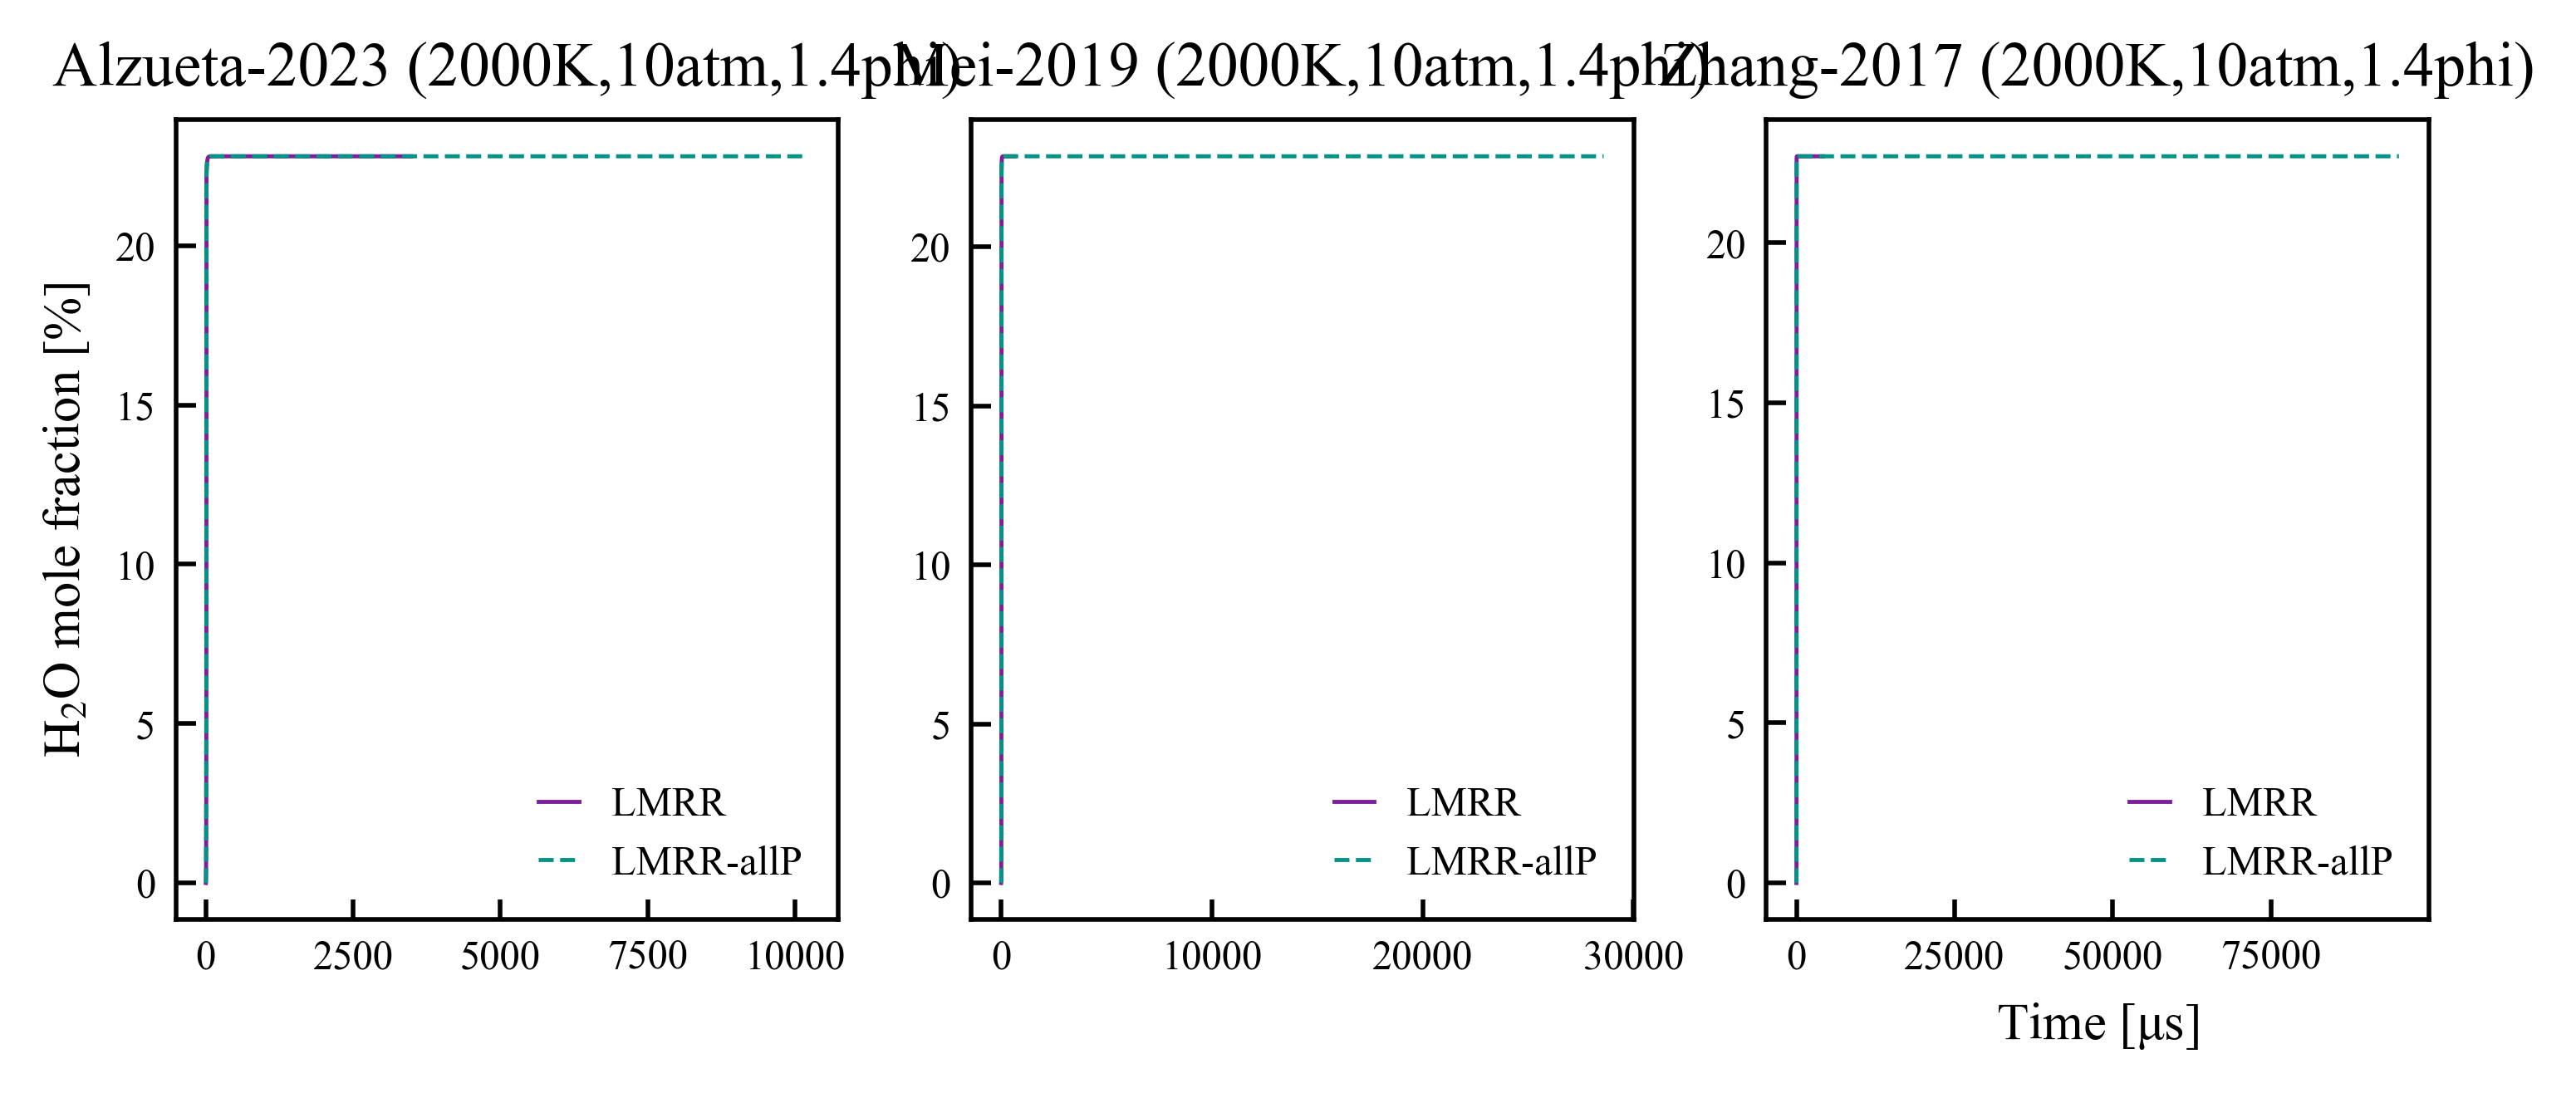 Alzueta-2023 (2000K,10atm,1.4phi)
Mei-2019 (2000K,10atm,1.4phi)
Zhang-2017 (2000K,10atm,1.4phi)
H₂O mole fraction [%]
20
15
10
5
0
LMRR
LMRR-allP
0 2500 5000 7500 10000
20
15
10
5
0
LMRR
LMRR-allP
0 10000 20000 30000
20
15
10
5
0
LMRR
LMRR-allP
0 25000 50000 75000
Time [μs]